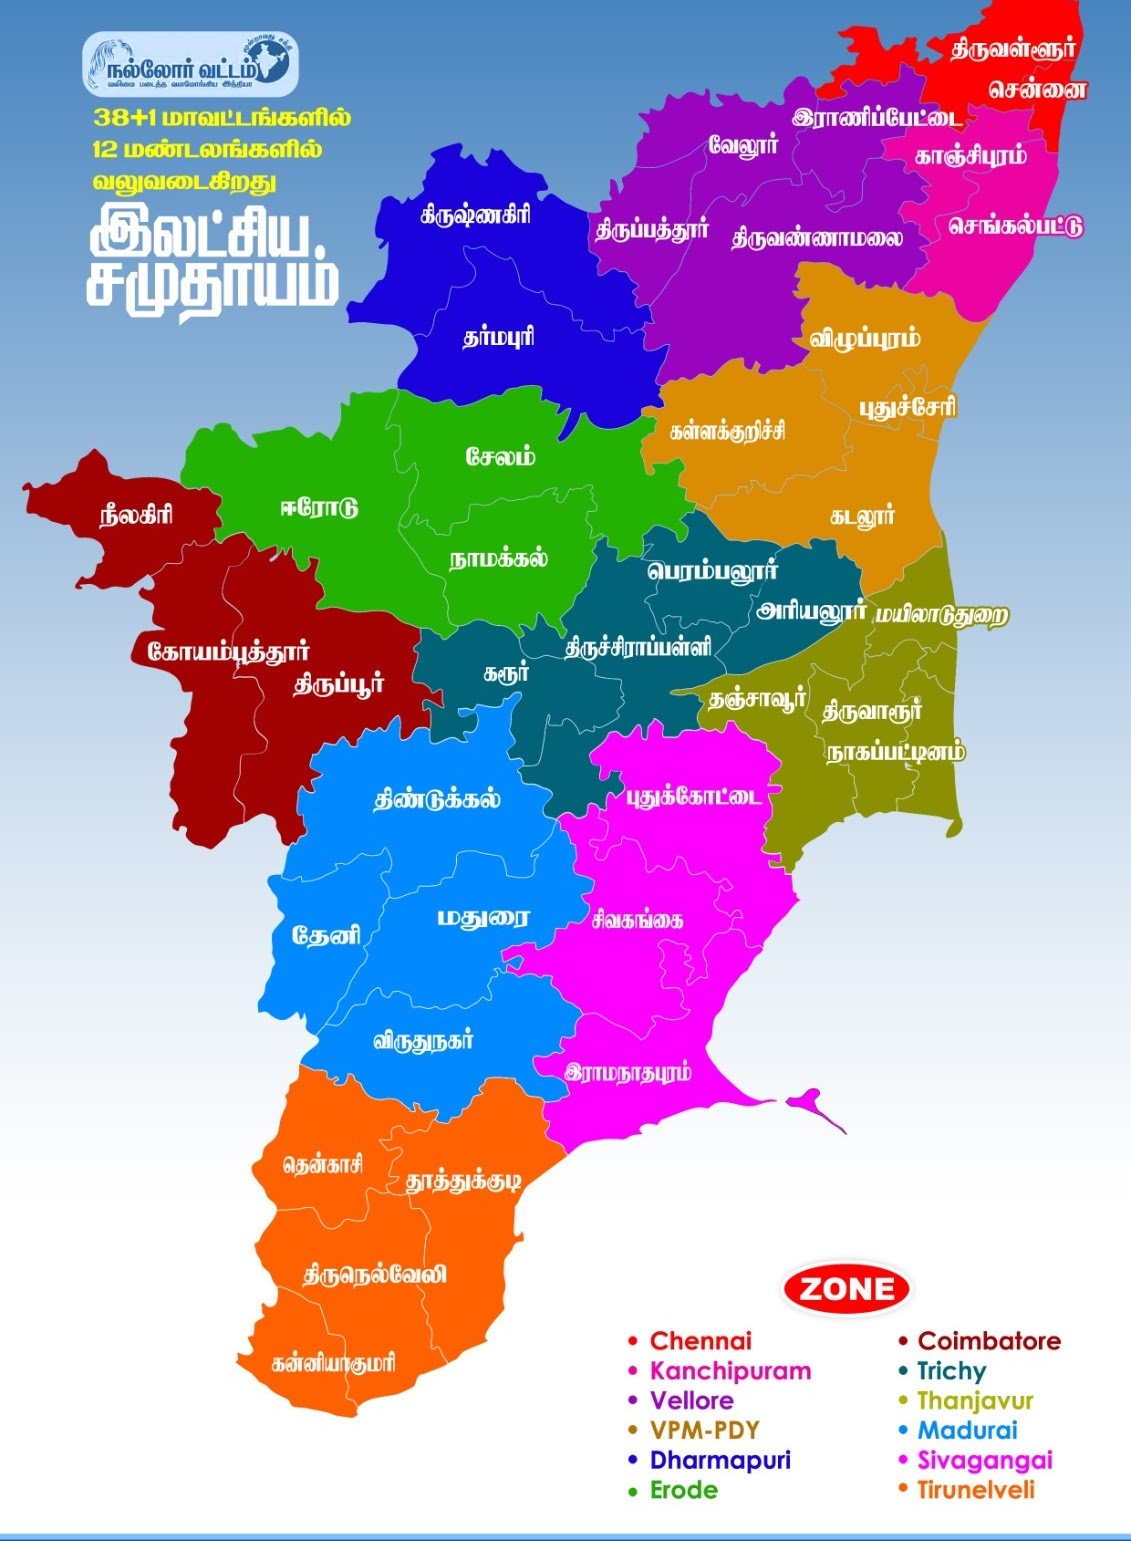 நல்லோர் வட்டம்
வலிமை படைத்த வளமோங்கிய இந்தியா
38+1 மாவட்டங்களில்
12 மண்டலங்களில்
வலுவடைகிறது
இலட்சிய
சமுதாயம்
திருவள்ளூர்
சென்னை
இராணிப்பேட்டை
வேலூர்
காஞ்சிபுரம்
கிருஷ்ணகிரி
திருப்பத்தூர்
திருவண்ணாமலை
செங்கல்பட்டு
தர்மபுரி
விழுப்புரம்
புதுச்சேரி
கள்ளக்குறிச்சி
சேலம்
ஈரோடு
நீலகிரி
கடலூர்
நாமக்கல்
பெரம்பலூர்
அரியலூர்
மயிலாடுதுறை
கோயம்புத்தூர்
திருச்சிராப்பள்ளி
கரூர்
திருப்பூர்
தஞ்சாவூர்
திருவாரூர்
நாகப்பட்டினம்
திண்டுக்கல்
புதுக்கோட்டை
மதுரை
சிவகங்கை
தேனி
விருதுநகர்
இராமநாதபுரம்
தென்காசி
தூத்துக்குடி
திருநெல்வேலி
கன்னியாகுமரி
ZONE
• Chennai
• Kanchipuram
• Vellore
• VPM-PDY
• Dharmapuri
• Erode
• Coimbatore
• Trichy
• Thanjavur
• Madurai
• Sivagangai
• Tirunelveli